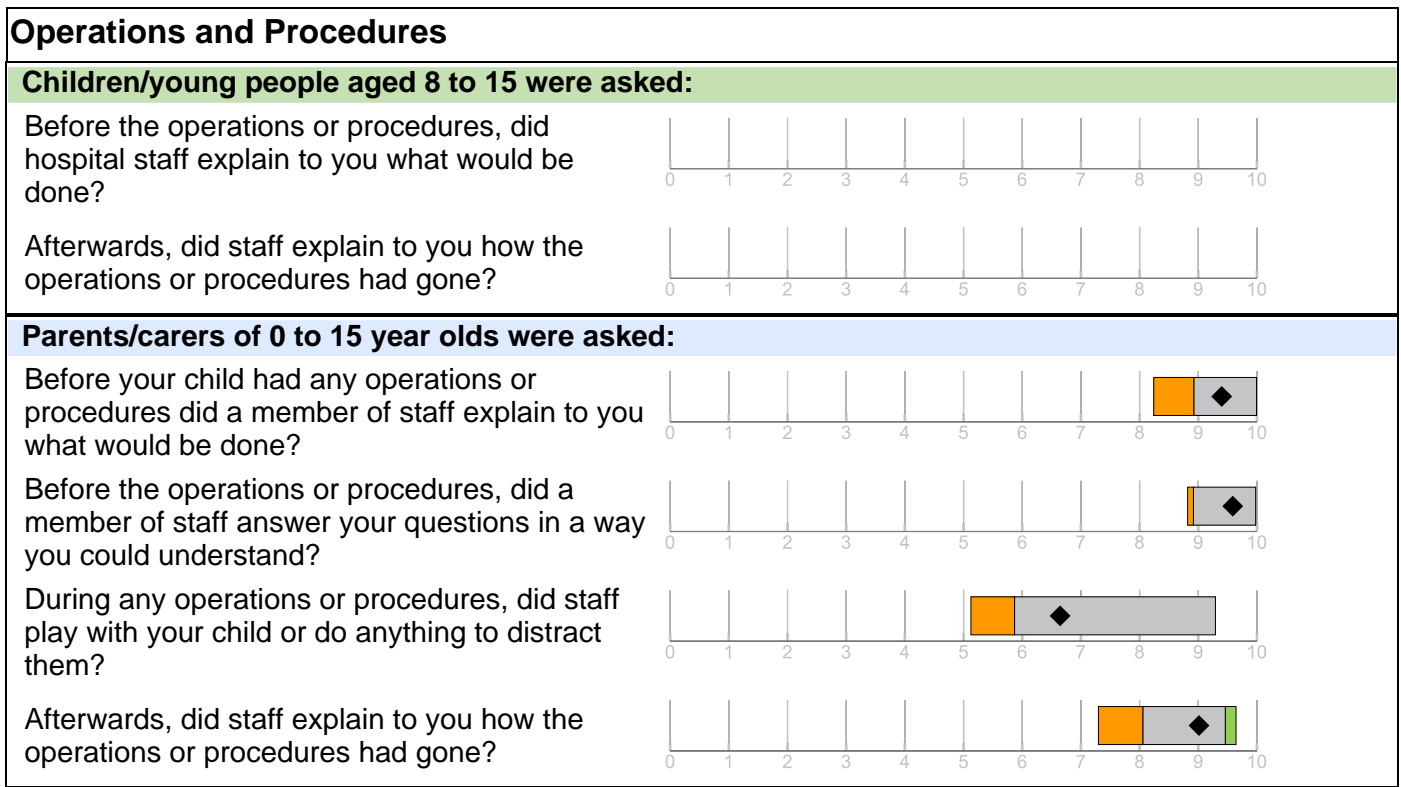 Operations and Procedures
Children/young people aged 8 to 15 were asked:
Before the operations or procedures, did
hospital staff explain to you what would be
done?
0 1 2 3 4 5 6 7 8 9 10
Afterwards, did staff explain to you how the
operations or procedures had gone?
0 1 2 3 4 5 6 7 8 9 10
Parents/carers of 0 to 15 year olds were asked:
Before your child had any operations or
procedures did a member of staff explain to you
what would be done?
0 1 2 3 4 5 6 7 8 9 10
Before the operations or procedures, did a
member of staff answer your questions in a way
you could understand?
0 1 2 3 4 5 6 7 8 9 10
During any operations or procedures, did staff
play with your child or do anything to distract
them?
0 1 2 3 4 5 6 7 8 9 10
Afterwards, did staff explain to you how the
operations or procedures had gone?
0 1 2 3 4 5 6 7 8 9 10